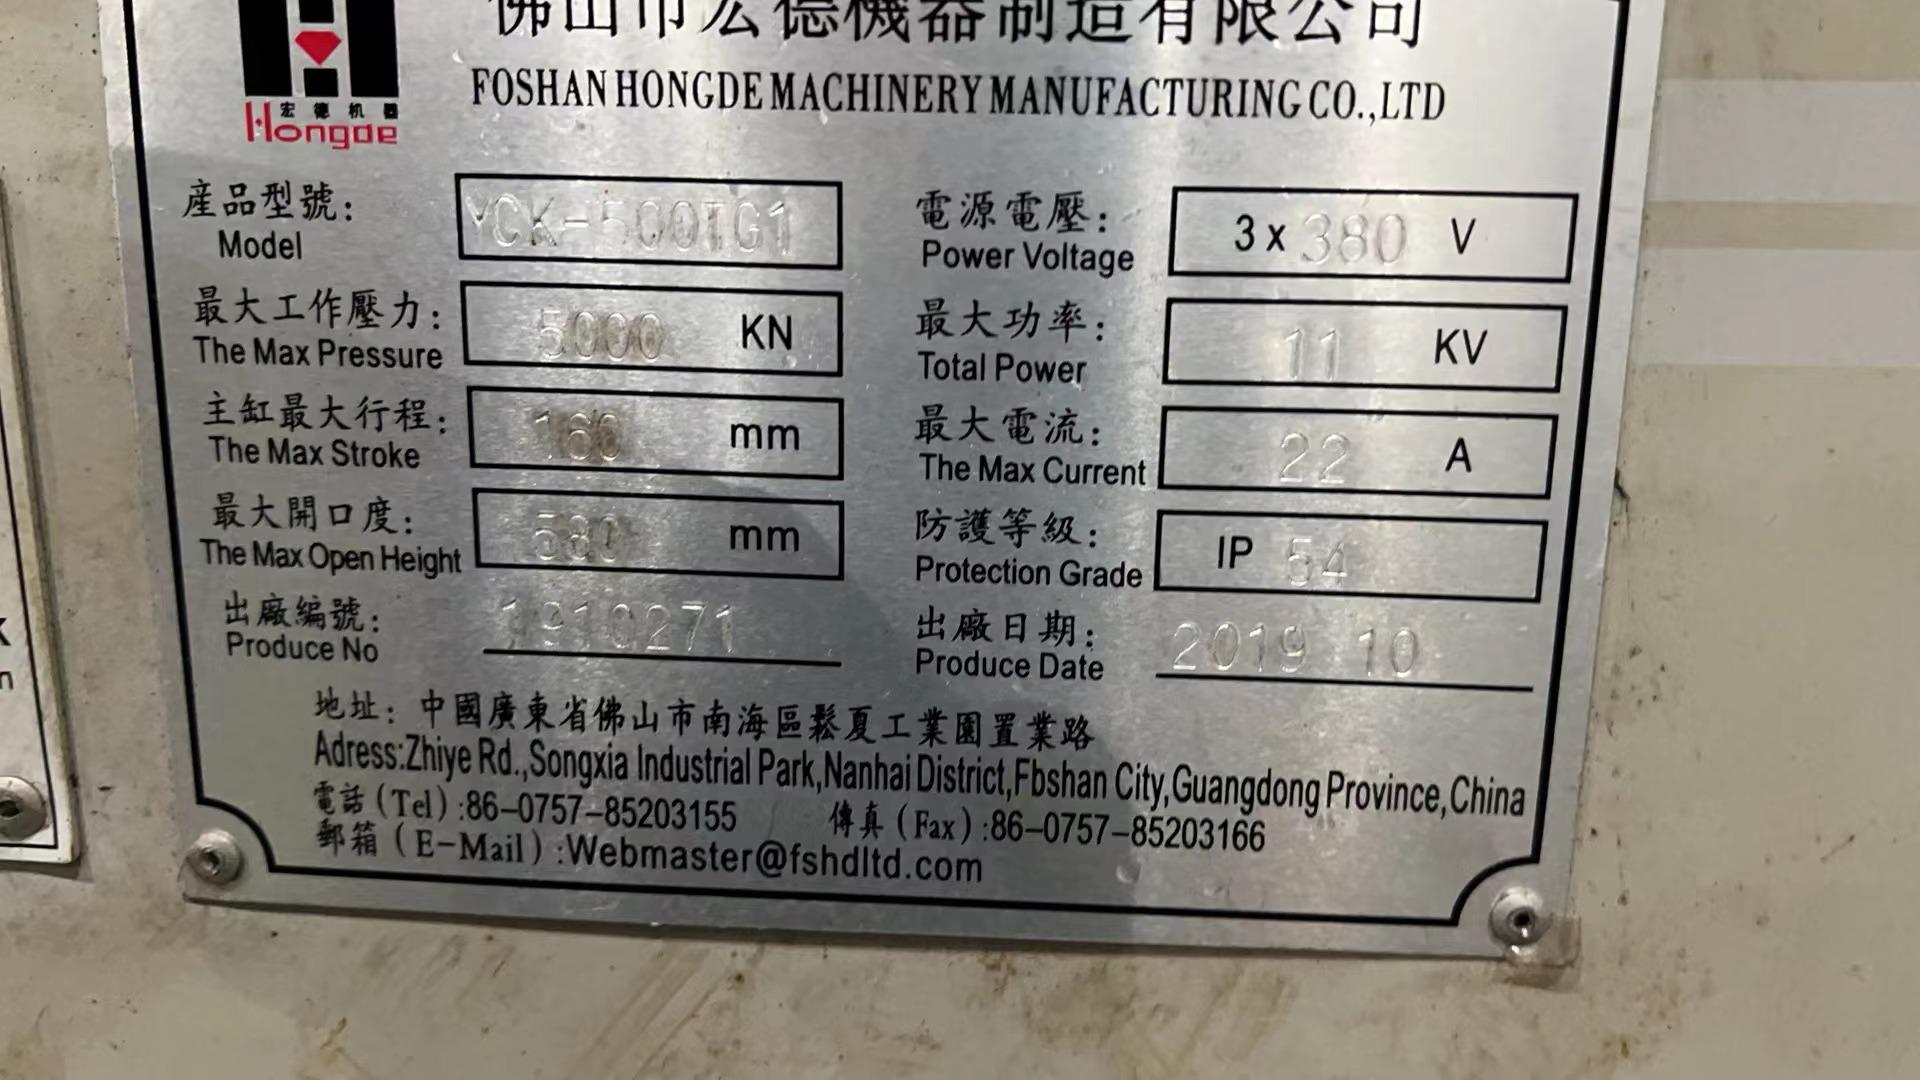 佛山市宏德機器制造有限公司
FOSHAN HONGDE MACHINERY MANUFACTURING CO.,LTD
宏德机器
Hongde
産品型號: YCK-500TG1
Model
電源電壓: 3 x 380 V
Power Voltage
最大工作壓力: 5000 KN
The Max Pressure
最大功率: 11 KV
Total Power
主缸最大行程: 160 mm
The Max Stroke
最大電流: 22 A
The Max Current
最大開口度: 580 mm
The Max Open Height
防護等級: IP 54
Protection Grade
出廠編號: 1910271
Produce No
出廠日期: 2019 10
Produce Date
地址: 中國廣東省佛山市南海區鬆夏工業園置業路
Adress:Zhiye Rd.,Songxia Industrial Park,Nanhai District,Fbshan City,Guangdong Province,China
電話(Tel):86-0757-85203155 傳真(Fax):86-0757-85203166
郵箱(E-Mail):Webmaster@fshdltd.com